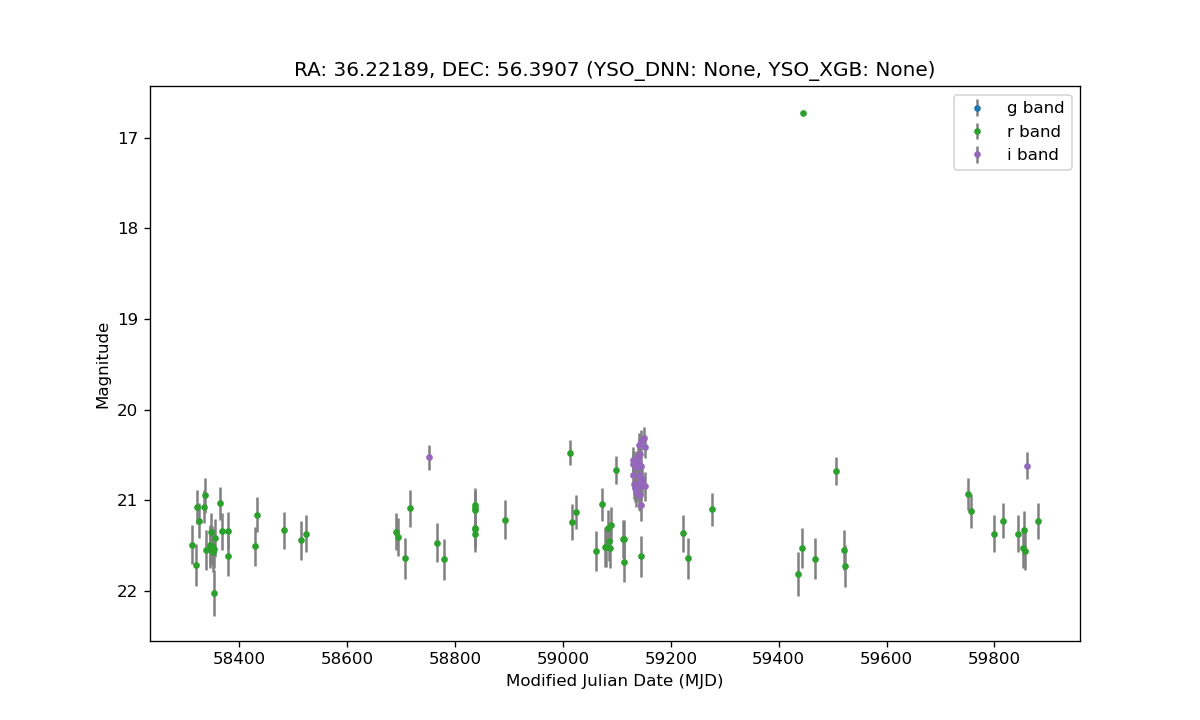 RA: 36.22189, DEC: 56.3907 (YSO_DNN: None, YSO_XGB: None)
g band
r band
i band
17
18
19
20
21
22
Magnitude
58400 58600 58800 59000 59200 59400 59600 59800
Modified Julian Date (MJD)